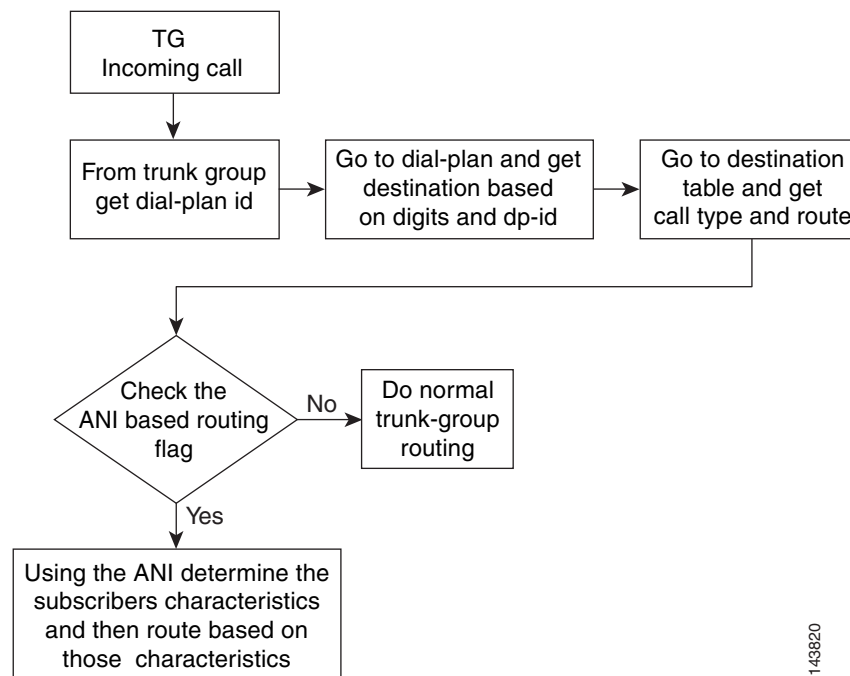 TG
Incoming call
From trunk group
get dial-plan id
Go to dial-plan and get
destination based
on digits and dp-id
Go to destination
table and get
call type and route
Check the
ANI based routing
flag
No
Do normal
trunk-group
routing
Yes
Using the ANI determine the
subscribers characteristics
and then route based on
those characteristics
143820